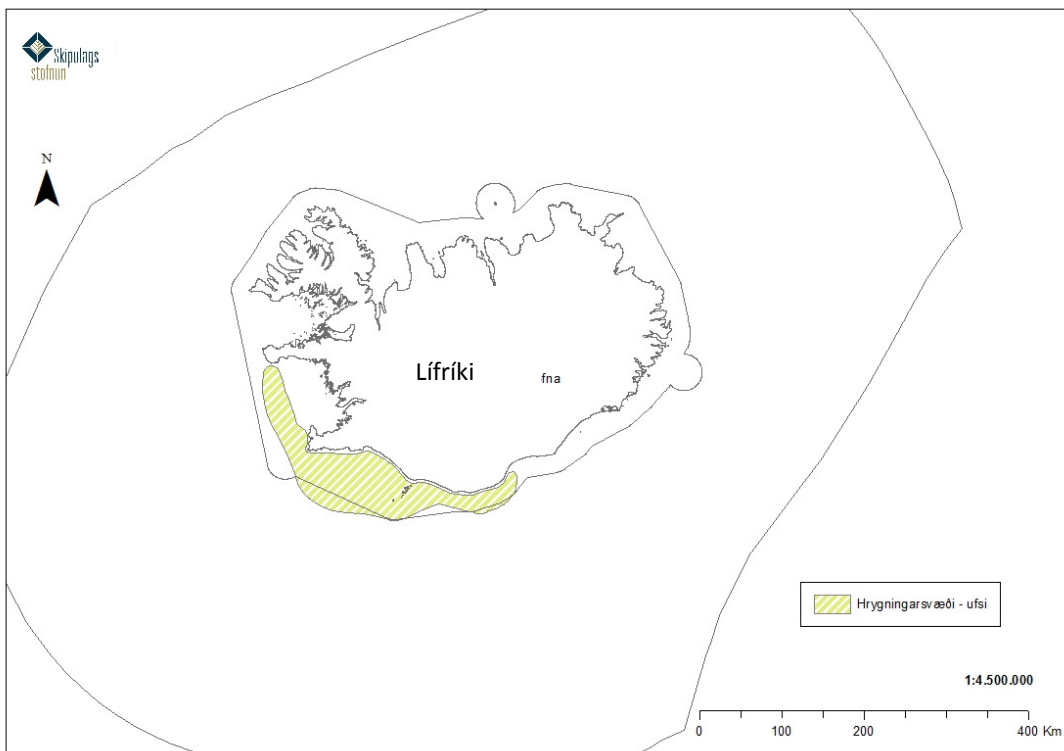 Skipulags
stofnun
N
Lífríki
fna
Hrygningarsvæði - ufsi
1:4.500.000
0 100 200 400 Km